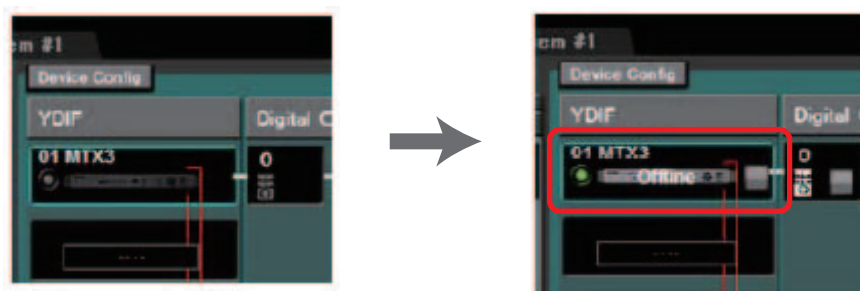 em #1
Device Config
YDIF
Digital C
01 MTX3
0
----
em #1
Device Config
YDIF
Digital
01 MTX3
0
Offline
----